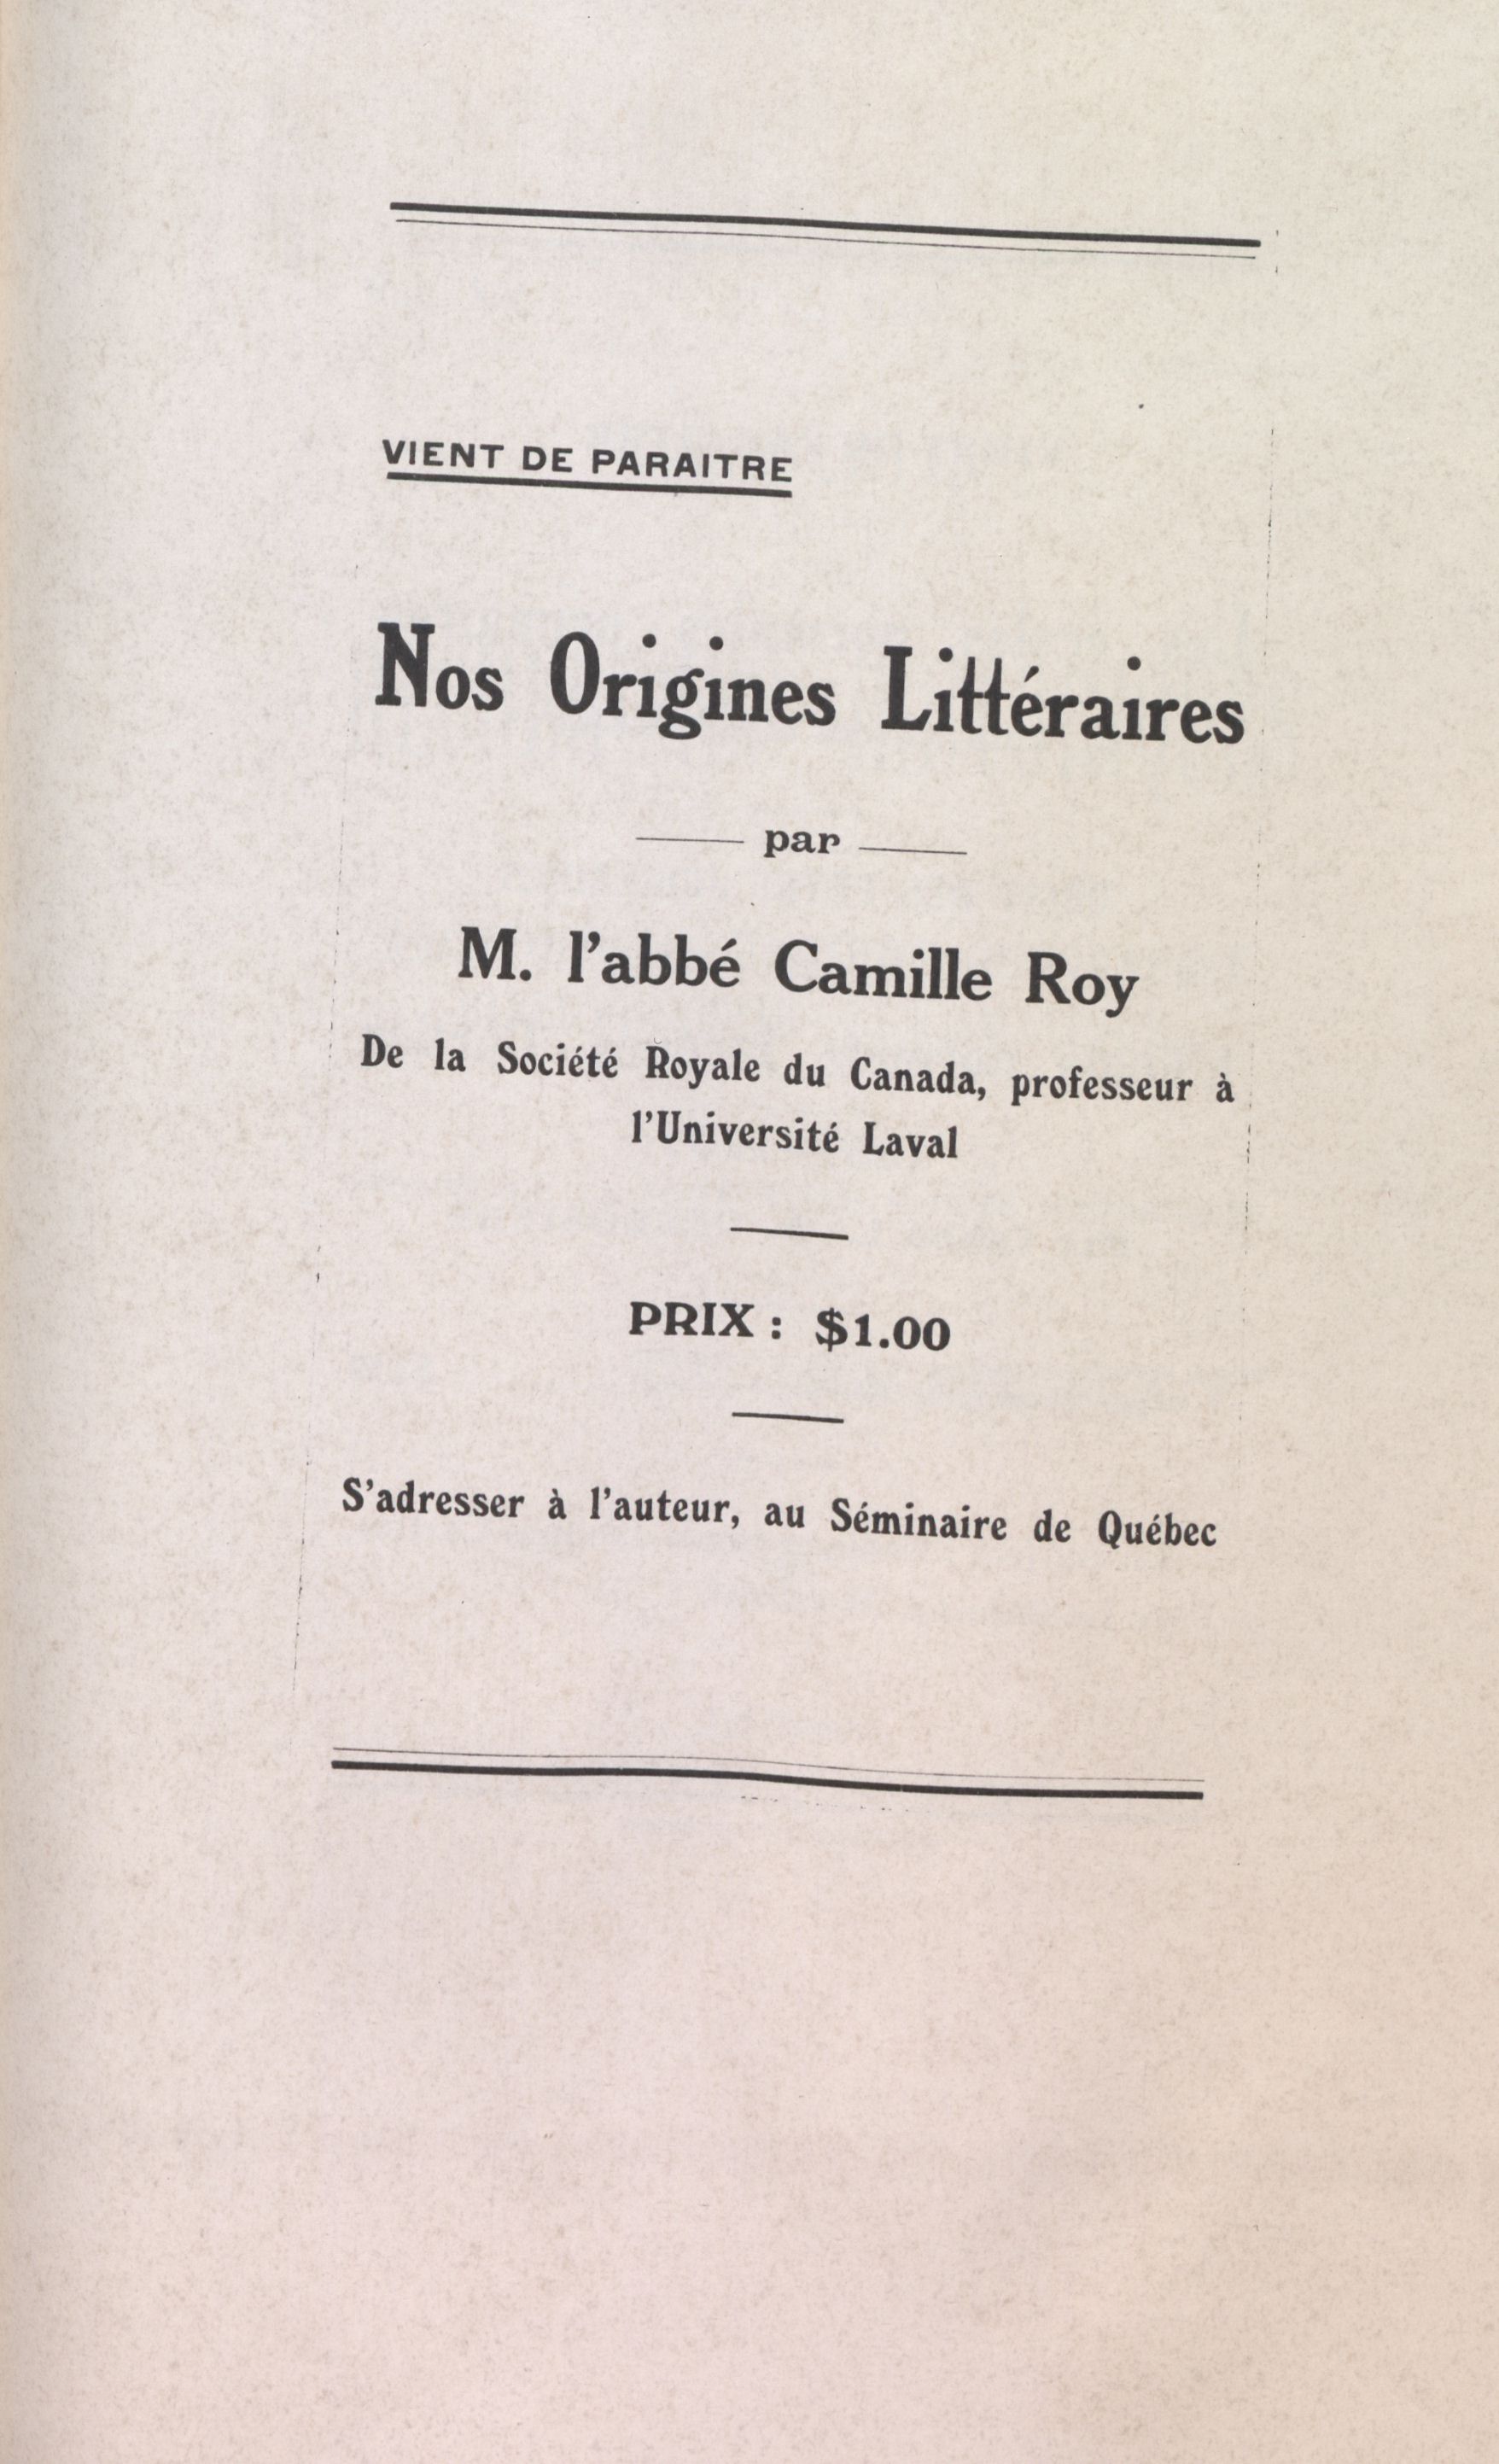 VIENT DE PARAITRE
Nos Origines Littéraires
par
M. l'abbé Camille Roy
De la Société Royale du Canada, professeur à
l'Université Laval
PRIX : $1.00
S'adresser à l'auteur, au Séminaire de Québec